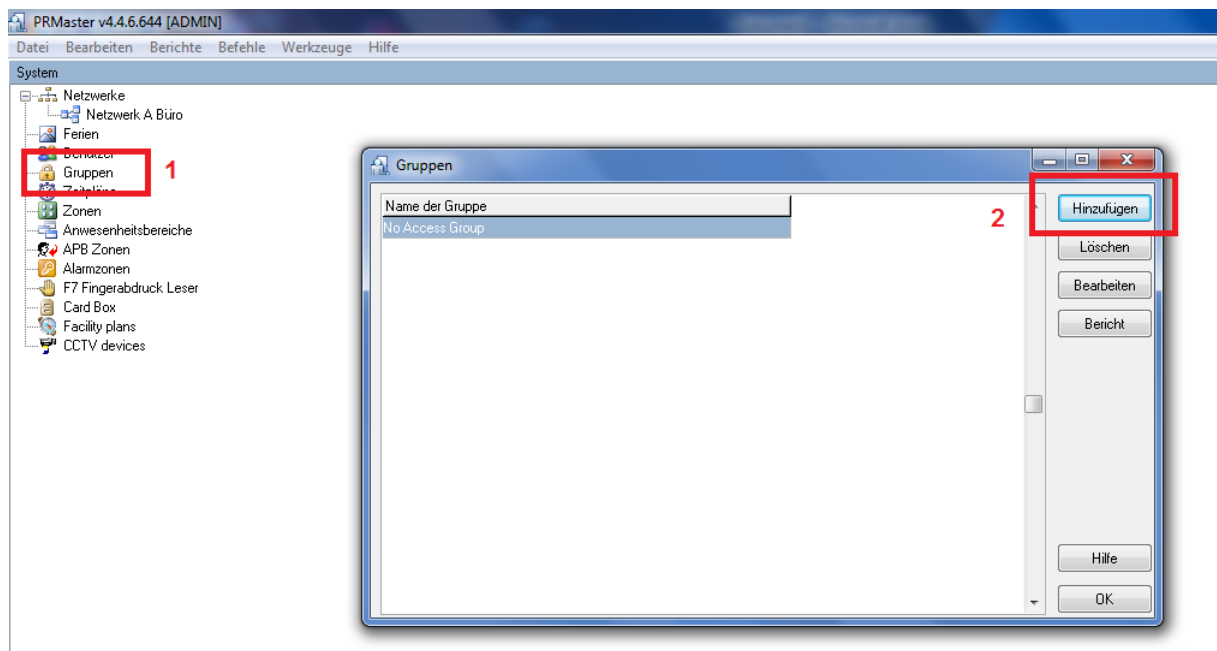 PRMaster v4.4.6.644 [ADMIN]
Datei Bearbeiten Berichte Befehle Werkzeuge Hilfe
System
Netzwerke
Netzwerk A Büro
Ferien
Benutzer
Gruppen
1
Zeitpläne
Zonen
Anwesenheitsbereiche
APB Zonen
Alarmzonen
F7 Fingerabdruck Leser
Card Box
Facility plans
CCTV devices
Gruppen
Name der Gruppe
No Access Group
2
Hinzufügen
Löschen
Bearbeiten
Bericht
Hilfe
OK